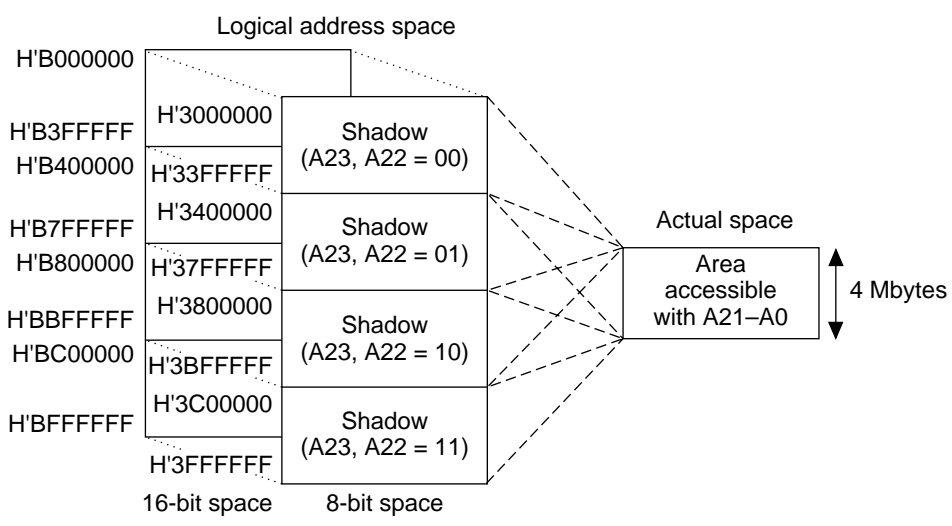 Logical address space
H'B000000
H'3000000
H'B3FFFFF
H'B400000
Shadow
(A23, A22 = 00)
H'33FFFFF
H'3400000
H'B7FFFFF
H'B800000
Shadow
(A23, A22 = 01)
H'37FFFFF
H'3800000
H'BBFFFFF
H'BC00000
Shadow
(A23, A22 = 10)
H'3BFFFFF
H'3C00000
H'BFFFFFF
Shadow
(A23, A22 = 11)
H'3FFFFFF
16-bit space
8-bit space
Actual space
Area
accessible
with A21–A0
4 Mbytes